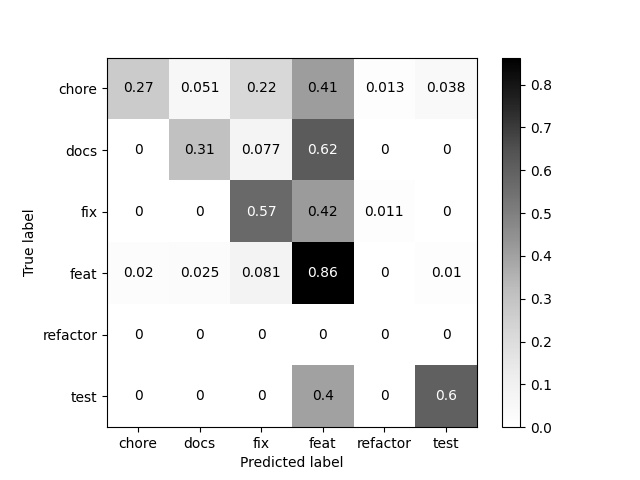 chore 0.27 0.051 0.22 0.41 0.013 0.038
docs 0 0.31 0.077 0.62 0 0
fix 0 0 0.57 0.42 0.011 0
feat 0.02 0.025 0.081 0.86 0 0.01
refactor 0 0 0 0 0 0
test 0 0 0 0.4 0 0.6
chore docs fix feat refactor test
Predicted label
True label
0.8
0.7
0.6
0.5
0.4
0.3
0.2
0.1
0.0